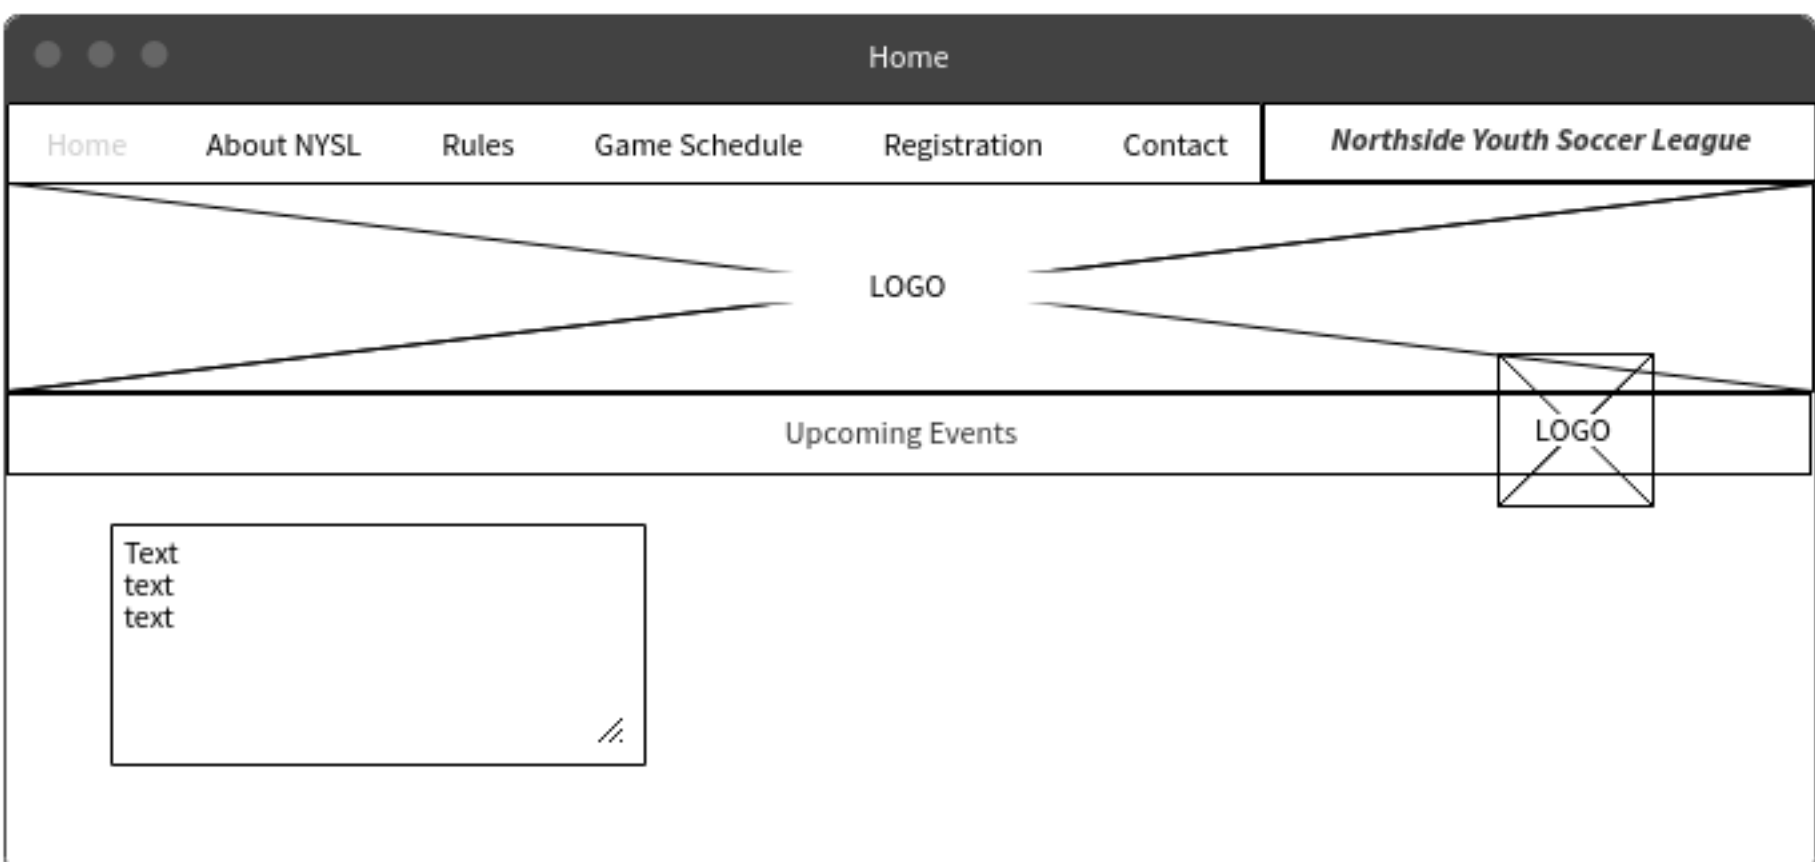 Home
Home About NYSL Rules Game Schedule Registration Contact Northside Youth Soccer League
LOGO
Upcoming Events
LOGO
Text
text
text